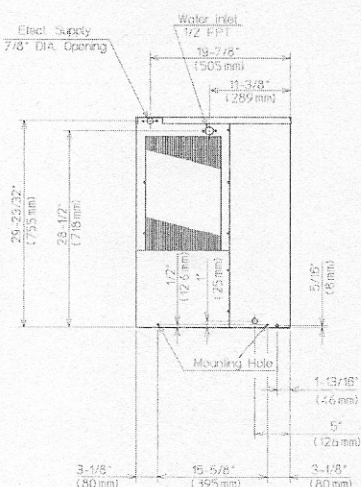 Water Inlet
1/2 FPT
Elect. Supply
7/8" DIA. Opening
19-7/8"
(505 mm)
11-3/8"
(289 mm)
29-23/32"
(755 mm)
28-1/2"
(718 mm)
1/2"
(12.6 mm)
1"
(25 mm)
5/16"
(8 mm)
Mounting Hole
1-13/16"
(46 mm)
5"
(126 mm)
3-1/8"
(80 mm)
15-5/8"
(395 mm)
3-1/8"
(80 mm)